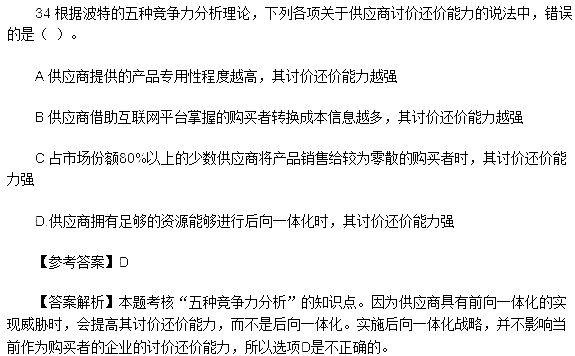 34 根据波特的五种竞争力分析理论，下列各项关于供应商讨价还价能力的说法中，错误
的是（ ）。
A 供应商提供的产品专用性程度越高，其讨价还价能力越强
B 供应商借助互联网平台掌握的购买者转换成本信息越多，其讨价还价能力越强
C 占市场份额80%以上的少数供应商将产品销售给较为零散的购买者时，其讨价还价能
力强
D 供应商拥有足够的资源能够进行后向一体化时，其讨价还价能力强
【参考答案】D
【答案解析】本题考核“五种竞争力分析”的知识点。因为供应商具有前向一体化的实
现威胁时，会提高其讨价还价能力，而不是后向一体化。实施后向一体化战略，并不影响当
前作为购买者的企业的讨价还价能力，所以选项D是不正确的。